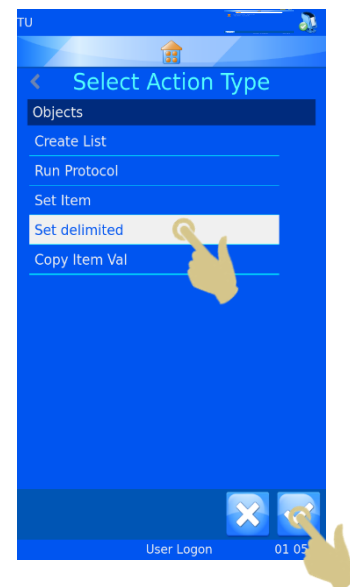 TU
Select Action Type
Objects
Create List
Run Protocol
Set Item
Set delimited
Copy Item Val
User Logon 01 05